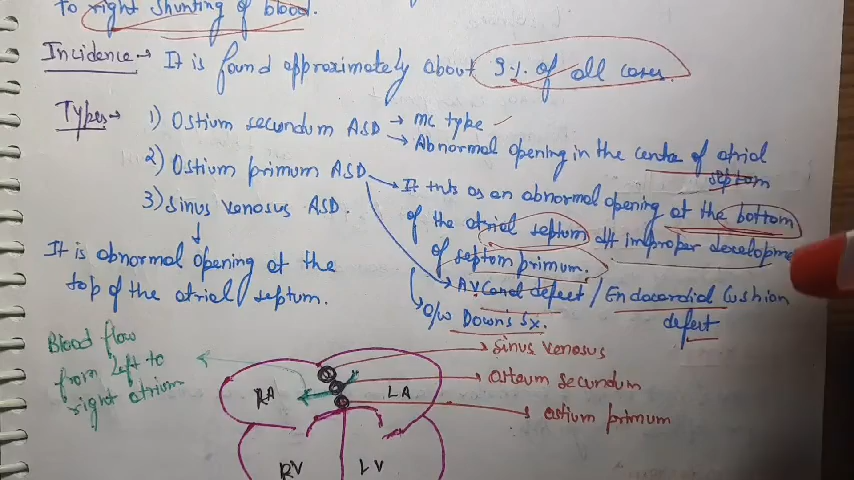 to right shunting of blood.
Incidence → It is found approximately about 9%. of all cases.
Types → 1) Ostium secundum ASD → MC type
→ Abnormal opening in the center of atrial
septum
2) Ostium primum ASD
→ It as an abnormal opening at the bottom
of the atrial septum d/t improper developme
of septum primum.
3) Sinus venosus ASD.
↓
It is abnormal opening at the
top of the atrial septum.
→ AV Canal defect / Endocardial Cushion
defect
→ a/w Down's Sx.
Blood flow
from left to
right atrium
RA
LA
RV
LV
→ Sinus venosus
→ Osteum secundum
→ ostium primum